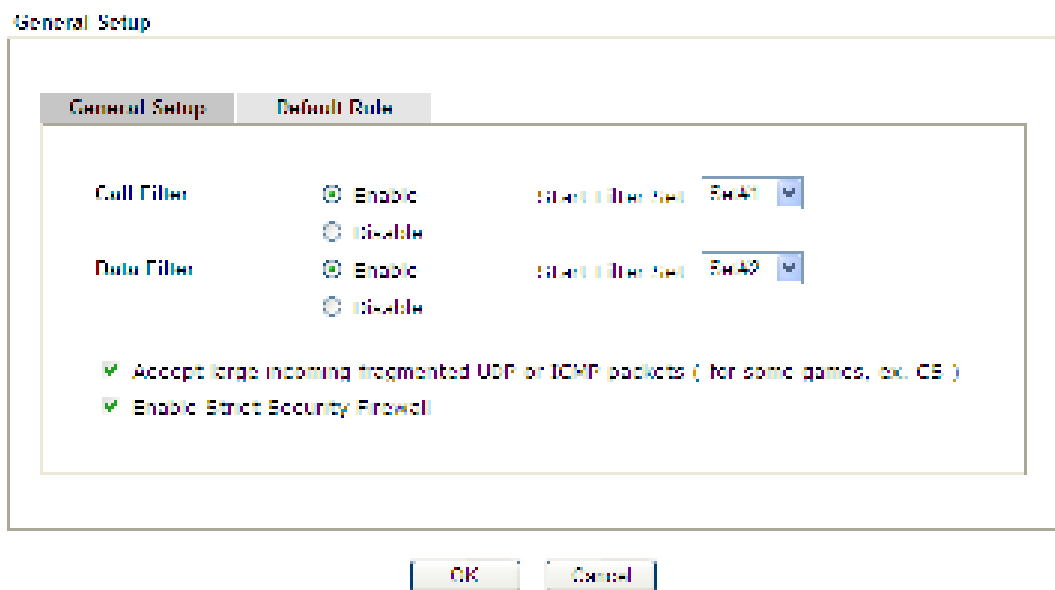 General Setup
General Setup Default Rule
Call Filter Enable Start Filter Set Set#1
Disable
Data Filter Enable Start Filter Set Set#2
Disable
Accept large incoming fragmented UDP or ICMP packets ( for some games, ex. CS )
Enable Strict Security Firewall
OK Cancel